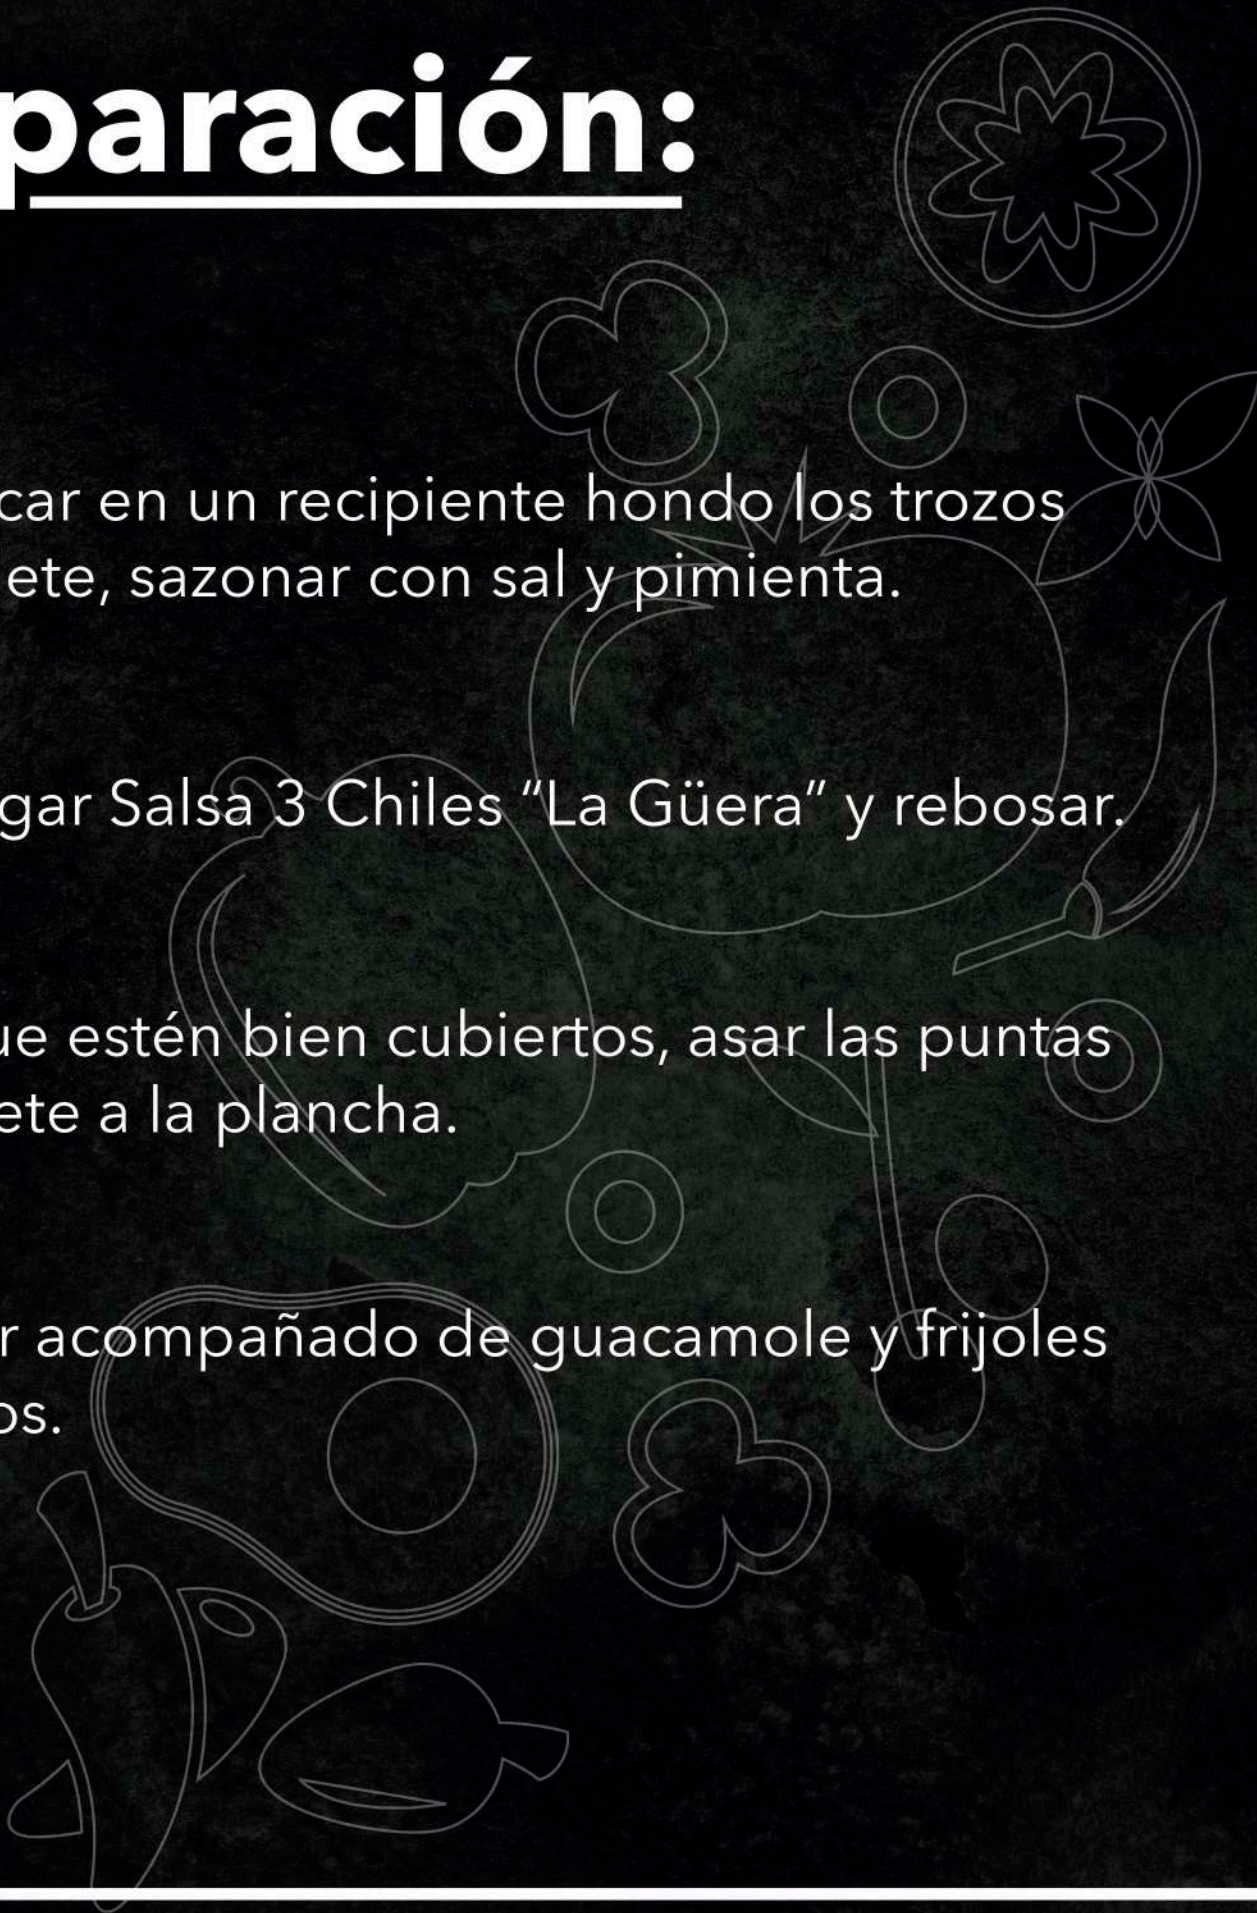 paración:
car en un recipiente hondo los trozos
ete, sazonar con sal y pimienta.
gar Salsa 3 Chiles “La Güera” y rebosar.
ue estén bien cubiertos, asar las puntas
ete a la plancha.
r acompañado de guacamole y frijoles
os.